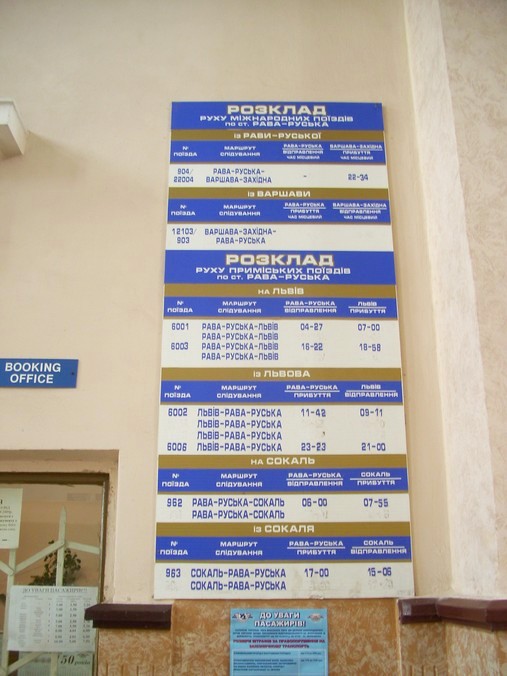 РОЗКЛАД
РУХУ МІЖНАРОДНИХ ПОЇЗДІВ
ПО СТ. РАВА-РУСЬКА
ІЗ РАВИ-РУСЬКОЇ
№ ПОЇЗДА МАРШРУТ СЛІДУВАННЯ РАВА-РУСЬКА ВІДПРАВЛЕННЯ ЧАС МІСЦЕВИЙ ВАРШАВА-ЗАХІДНА ПРИБУТТЯ ЧАС МІСЦЕВИЙ
904/ РАВА-РУСЬКА-
22004 ВАРШАВА-ЗАХІДНА - 22-34
ІЗ ВАРШАВИ
№ ПОЇЗДА МАРШРУТ СЛІДУВАННЯ РАВА-РУСЬКА ПРИБУТТЯ ЧАС МІСЦЕВИЙ ВАРШАВА-ЗАХІДНА ВІДПРАВЛЕННЯ ЧАС МІСЦЕВИЙ
12103/ ВАРШАВА-ЗАХІДНА-
903 РАВА-РУСЬКА
РОЗКЛАД
РУХУ ПРИМІСЬКИХ ПОЇЗДІВ
ПО СТ. РАВА-РУСЬКА
НА ЛЬВІВ
№ ПОЇЗДА МАРШРУТ СЛІДУВАННЯ РАВА-РУСЬКА ВІДПРАВЛЕННЯ ЛЬВІВ ПРИБУТТЯ
6001 РАВА-РУСЬКА-ЛЬВІВ 04-27 07-00
РАВА-РУСЬКА-ЛЬВІВ
6003 РАВА-РУСЬКА-ЛЬВІВ 16-22 18-58
РАВА-РУСЬКА-ЛЬВІВ
ІЗ ЛЬВОВА
№ ПОЇЗДА МАРШРУТ СЛІДУВАННЯ РАВА-РУСЬКА ПРИБУТТЯ ЛЬВІВ ВІДПРАВЛЕННЯ
6002 ЛЬВІВ-РАВА-РУСЬКА 11-42 09-11
ЛЬВІВ-РАВА-РУСЬКА
ЛЬВІВ-РАВА-РУСЬКА
6006 ЛЬВІВ-РАВА-РУСЬКА 23-23 21-00
НА СОКАЛЬ
№ ПОЇЗДА МАРШРУТ СЛІДУВАННЯ РАВА-РУСЬКА ВІДПРАВЛЕННЯ СОКАЛЬ ПРИБУТТЯ
962 РАВА-РУСЬКА-СОКАЛЬ 06-00 07-55
РАВА-РУСЬКА-СОКАЛЬ
ІЗ СОКАЛЯ
№ ПОЇЗДА МАРШРУТ СЛІДУВАННЯ РАВА-РУСЬКА ПРИБУТТЯ СОКАЛЬ ВІДПРАВЛЕННЯ
963 СОКАЛЬ-РАВА-РУСЬКА 17-00 15-06
СОКАЛЬ-РАВА-РУСЬКА
BOOKING
OFFICE
ДО УВАГИ ПАСАЖИРІВ!
ДО УВАГИ
ПАСАЖИРІВ!